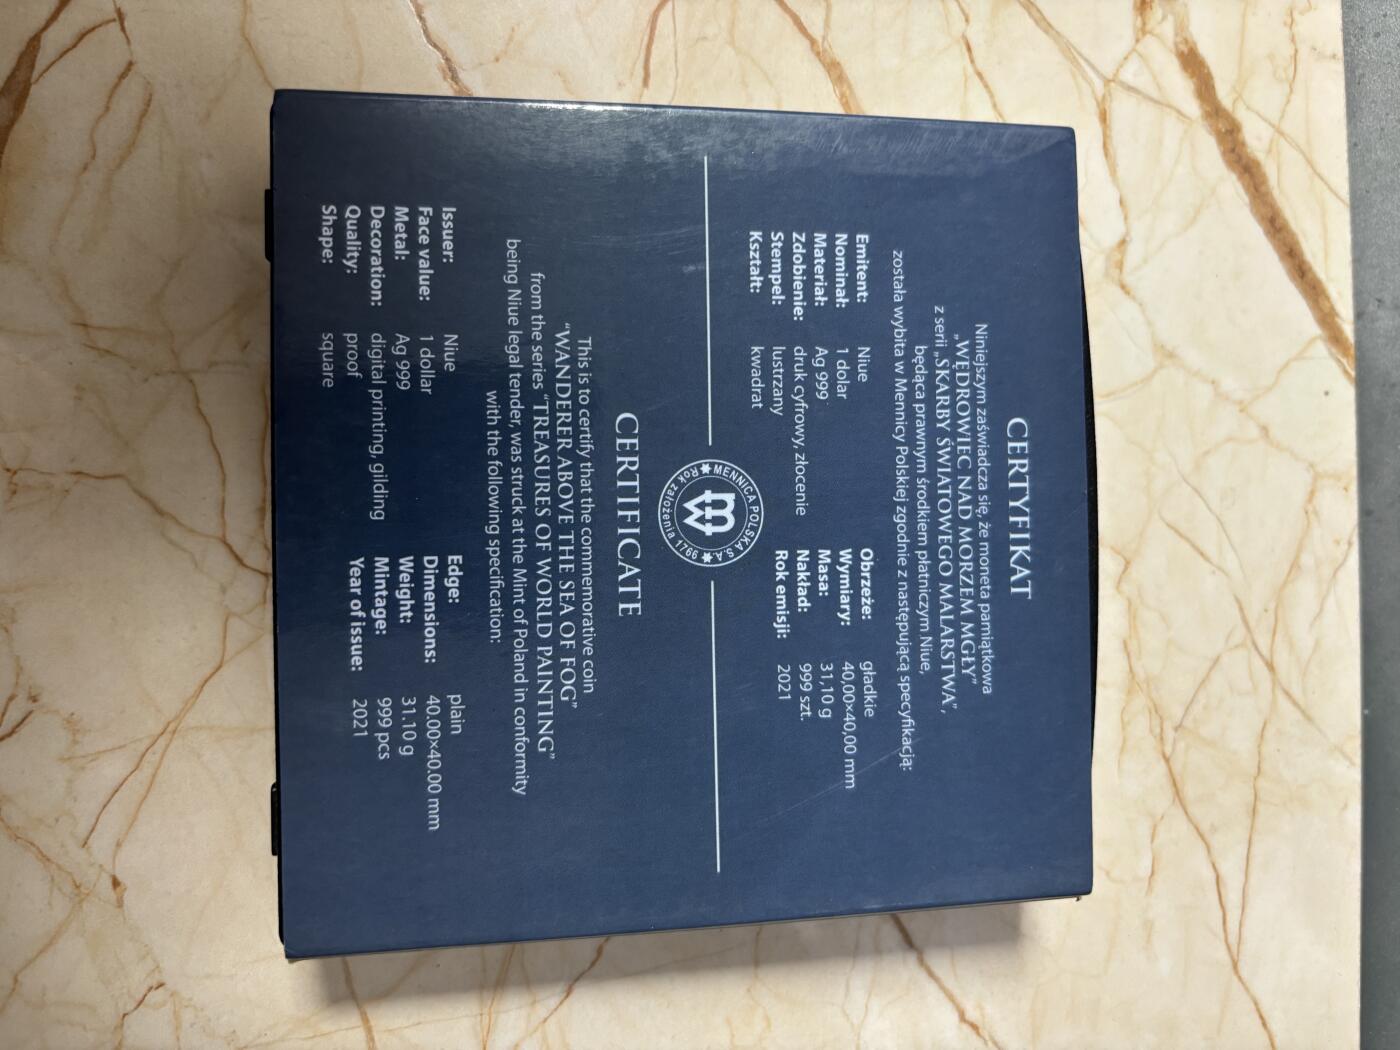 CERTYFIKAT
Niniejszym zaświadcza się, że moneta pamiątkowa
„WĘDROWIEC NAD MORZEM MGŁY”
z serii „SKARBY ŚWIATOWEGO MALARSTWA”,
będąca prawnym środkiem płatniczym Niue,
została wybita w Mennicy Polskiej zgodnie z następującą specyfikacją:
Emitent: Niue Obrzeże: gładkie
Nominał: 1 dolar Wymiary: 40,00×40,00 mm
Materiał: Ag 999 Masa: 31,10 g
Zdobienie: druk cyfrowy, złocenie Nakład: 999 szt.
Stempel: lustrzany Rok emisji: 2021
Kształt: kwadrat
MENNICA POLSKA S.A.
Rok założenia 1766
CERTIFICATE
This is to certify that the commemorative coin
“WANDERER ABOVE THE SEA OF FOG”
from the series “TREASURES OF WORLD PAINTING”
being Niue legal tender, was struck at the Mint of Poland in conformity
with the following specification:
Issuer: Niue Edge: plain
Face value: 1 dollar Dimensions: 40.00×40.00 mm
Metal: Ag 999 Weight: 31.10 g
Decoration: digital printing, gilding Mintage: 999 pcs
Quality: proof Year of issue: 2021
Shape: square